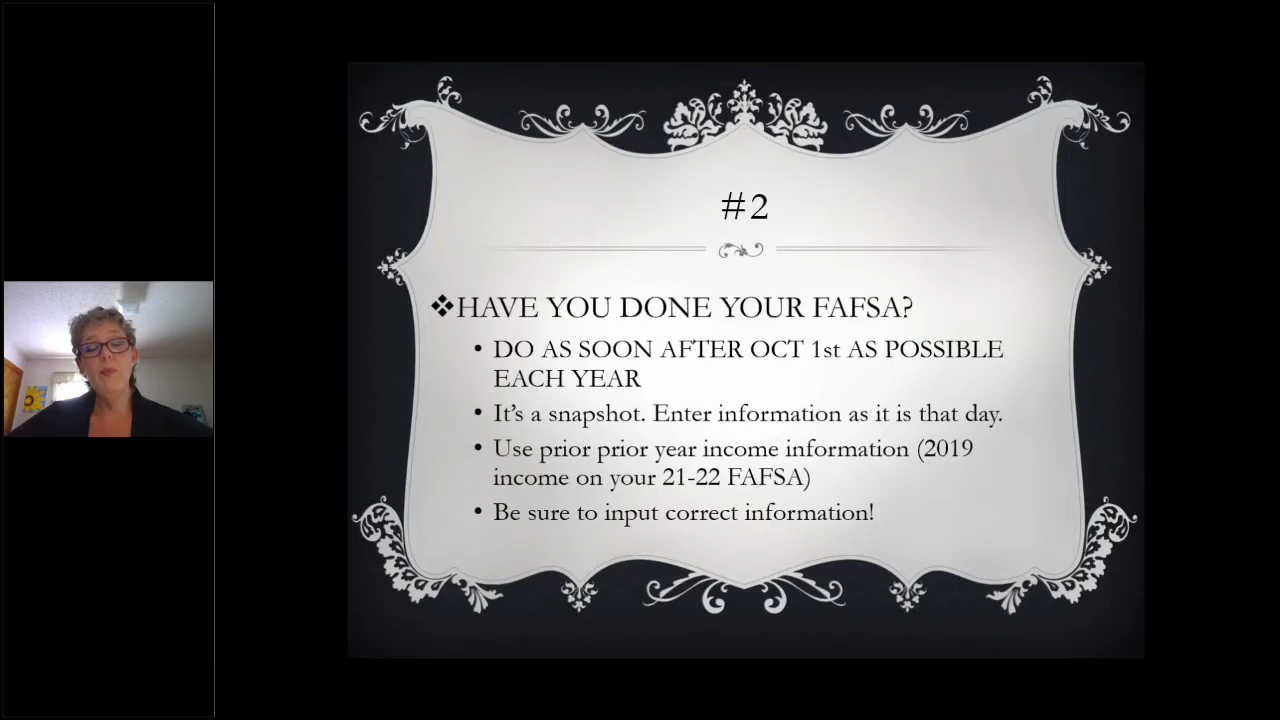 #2
❖HAVE YOU DONE YOUR FAFSA?
• DO AS SOON AFTER OCT 1st AS POSSIBLE
EACH YEAR
• It’s a snapshot. Enter information as it is that day.
• Use prior prior year income information (2019
income on your 21-22 FAFSA)
• Be sure to input correct information!